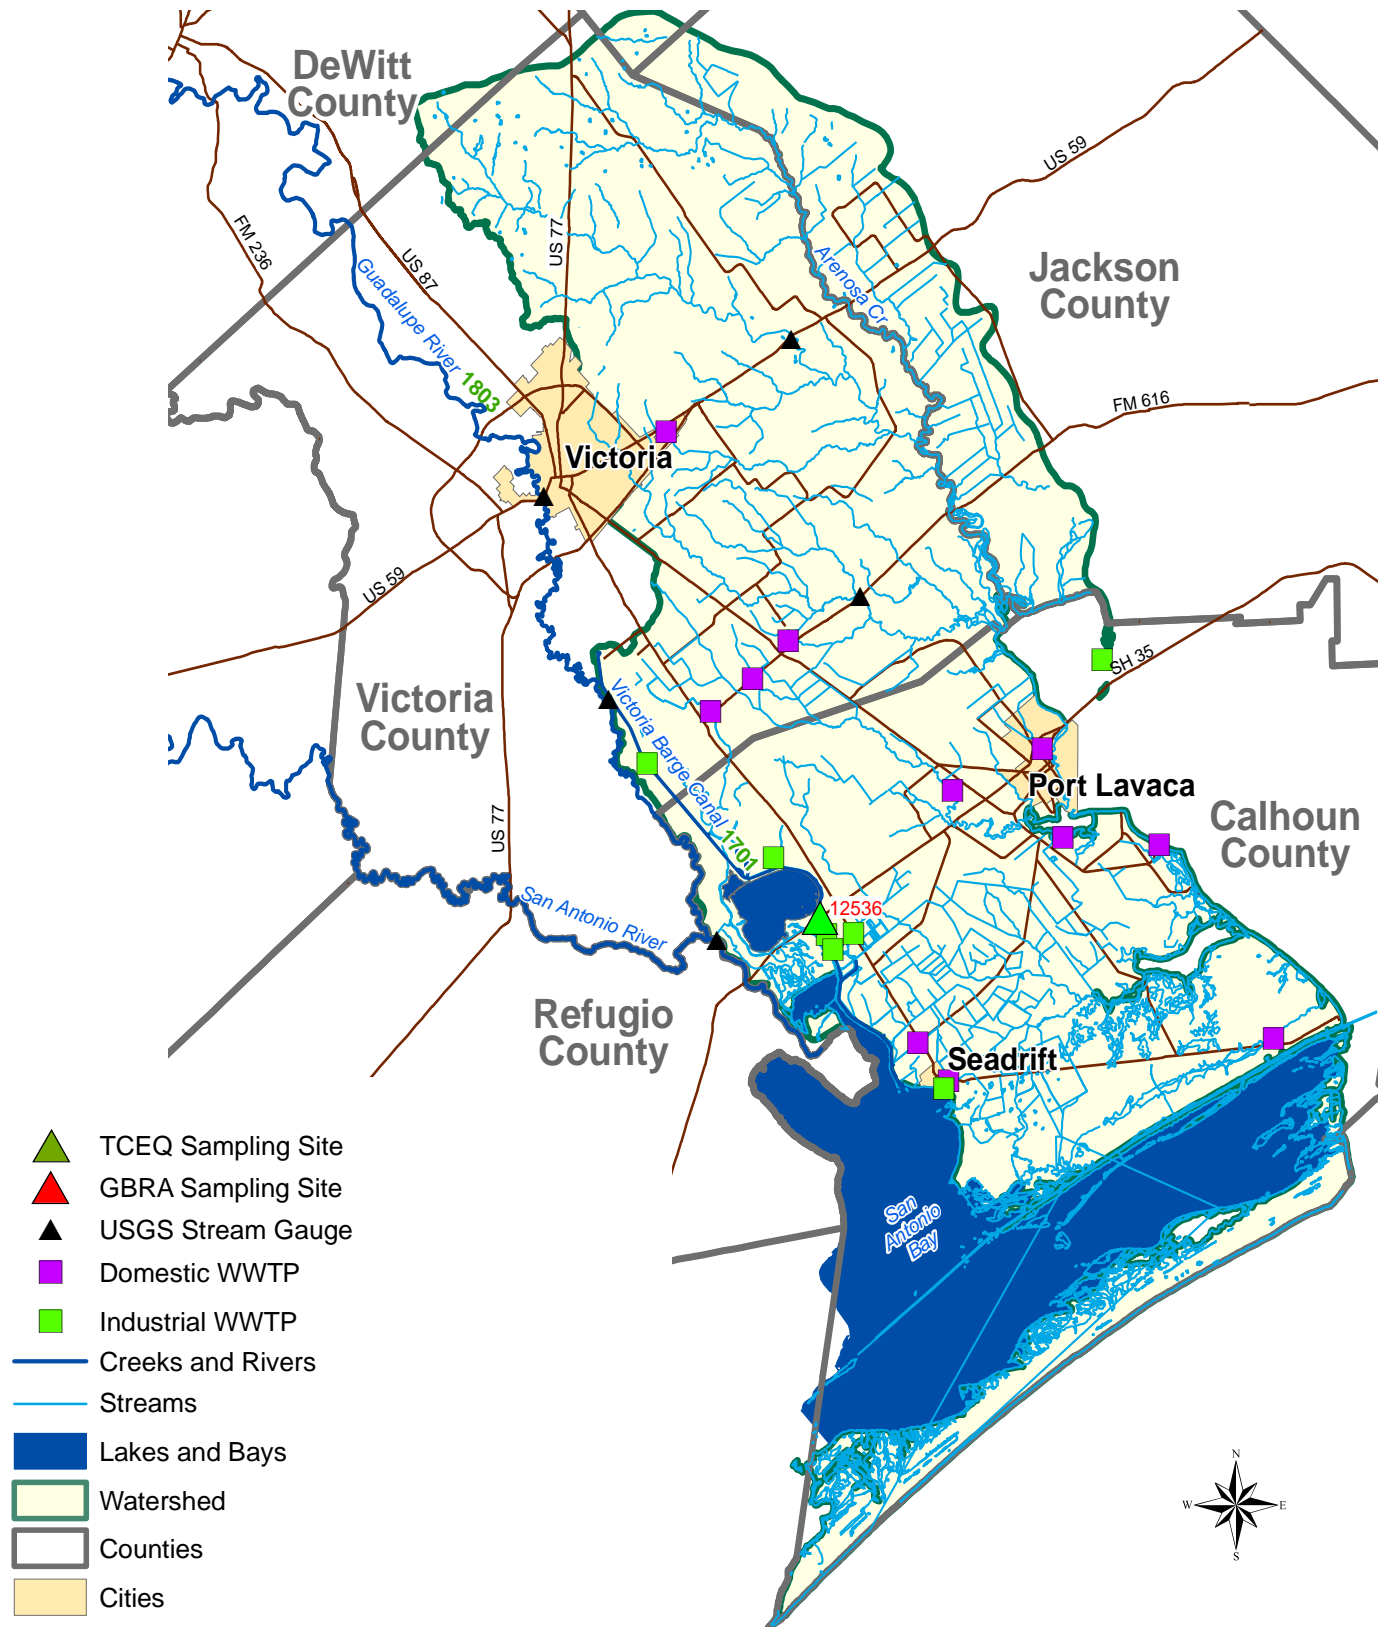 DeWitt
County
US 59
US 77
FM 236
US 87
Arenosa Cr
Jackson
County
Guadalupe River
1803
FM 616
Victoria
US 59
SH 35
Victoria
County
Victoria Barge Canal
1701
Port Lavaca
Calhoun
County
US 77
San Antonio River
12536
Refugio
County
Seadrift
San
Antonio
Bay
TCEQ Sampling Site
GBRA Sampling Site
USGS Stream Gauge
Domestic WWTP
Industrial WWTP
Creeks and Rivers
Streams
Lakes and Bays
Watershed
Counties
Cities
N
W
E
S